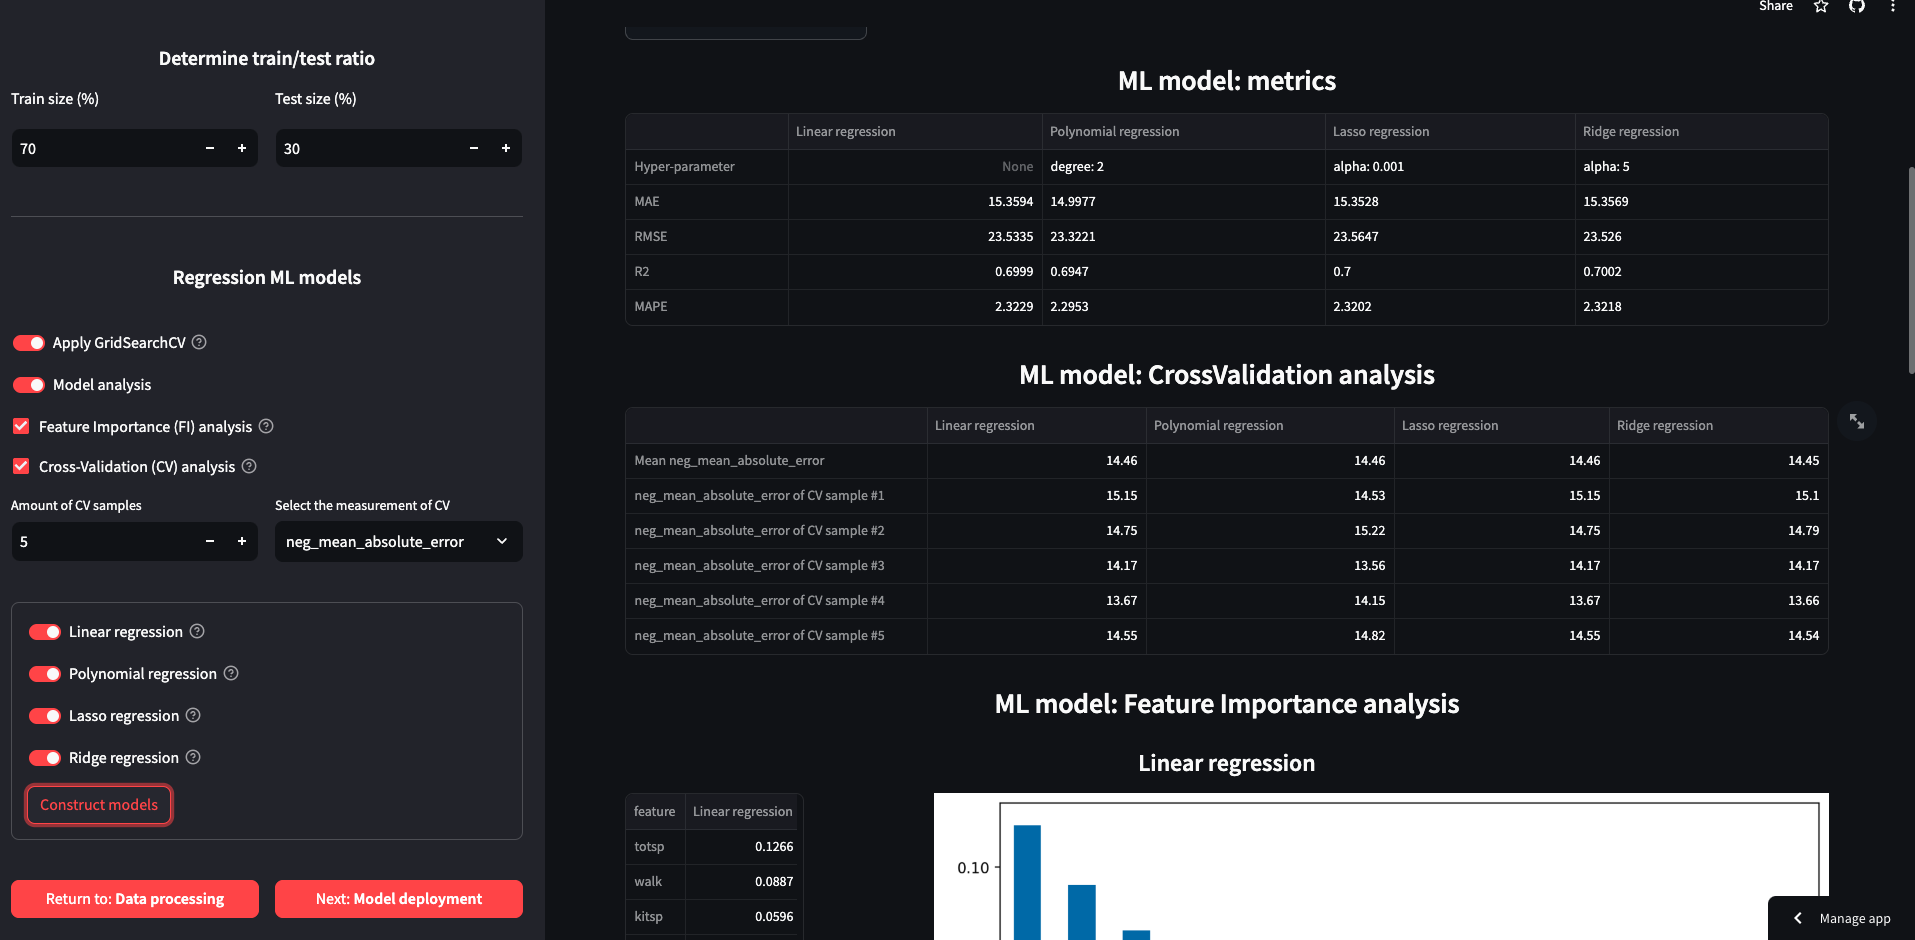 Share
Determine train/test ratio
Train size (%)
Test size (%)
70 − +
30 − +
Regression ML models
Apply GridSearchCV ?
Model analysis
Feature Importance (FI) analysis ?
Cross-Validation (CV) analysis ?
Amount of CV samples
Select the measurement of CV
5 − +
neg_mean_absolute_error
Linear regression ?
Polynomial regression ?
Lasso regression ?
Ridge regression ?
Construct models
Return to: Data processing
Next: Model deployment
ML model: metrics
Linear regression Polynomial regression Lasso regression Ridge regression
Hyper-parameter None degree: 2 alpha: 0.001 alpha: 5
MAE 15.3594 14.9977 15.3528 15.3569
RMSE 23.5335 23.3221 23.5647 23.526
R2 0.6999 0.6947 0.7 0.7002
MAPE 2.3229 2.2953 2.3202 2.3218
ML model: CrossValidation analysis
Linear regression Polynomial regression Lasso regression Ridge regression
Mean neg_mean_absolute_error 14.46 14.46 14.46 14.45
neg_mean_absolute_error of CV sample #1 15.15 14.53 15.15 15.1
neg_mean_absolute_error of CV sample #2 14.75 15.22 14.75 14.79
neg_mean_absolute_error of CV sample #3 14.17 13.56 14.17 14.17
neg_mean_absolute_error of CV sample #4 13.67 14.15 13.67 13.66
neg_mean_absolute_error of CV sample #5 14.55 14.82 14.55 14.54
ML model: Feature Importance analysis
Linear regression
feature Linear regression
totsp 0.1266
walk 0.0887
kitsp 0.0596
0.10
Manage app